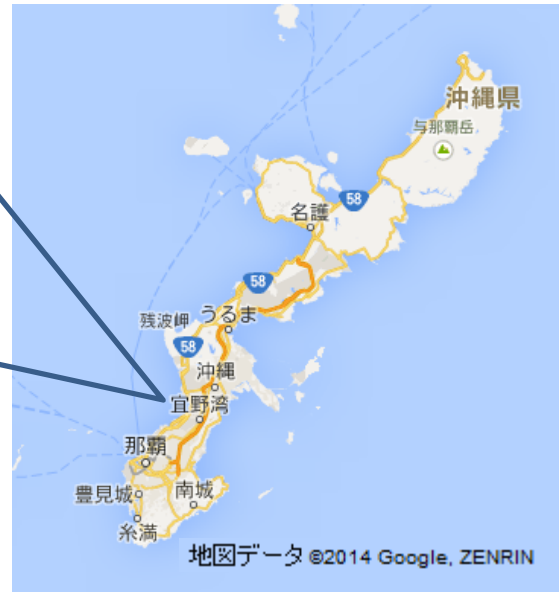 沖縄県
与那覇岳
58
名護
58
残波岬
うるま
58
沖縄
宜野湾
那覇
豊見城
南城
糸満
地図データ ©2014 Google, ZENRIN